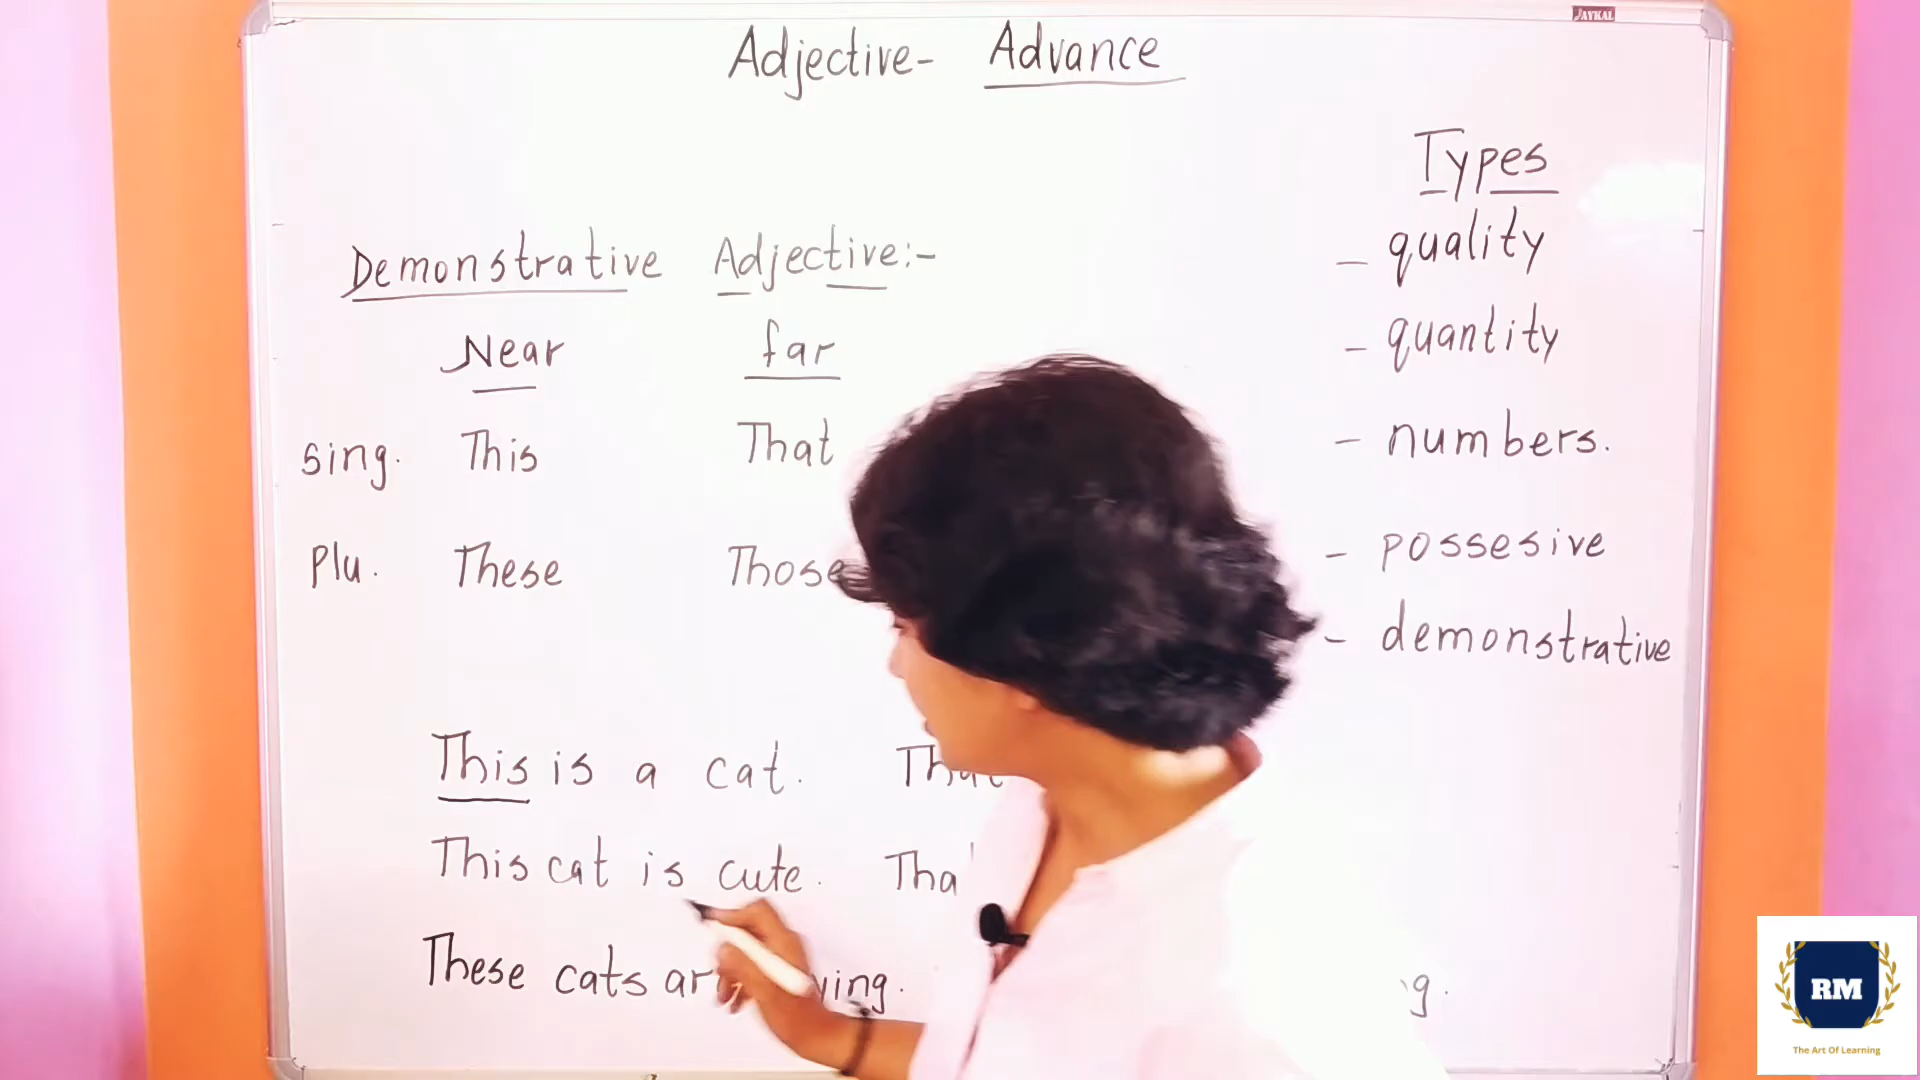 JAYKAL
Adjective- Advance
Types
- quality
- quantity
- numbers.
- possesive
- demonstrative
Demonstrative Adjective:-
Near far
sing. This That
Plu. These Those
This is a cat. That
This cat is cute.
These cats
RM
The Art Of Learning